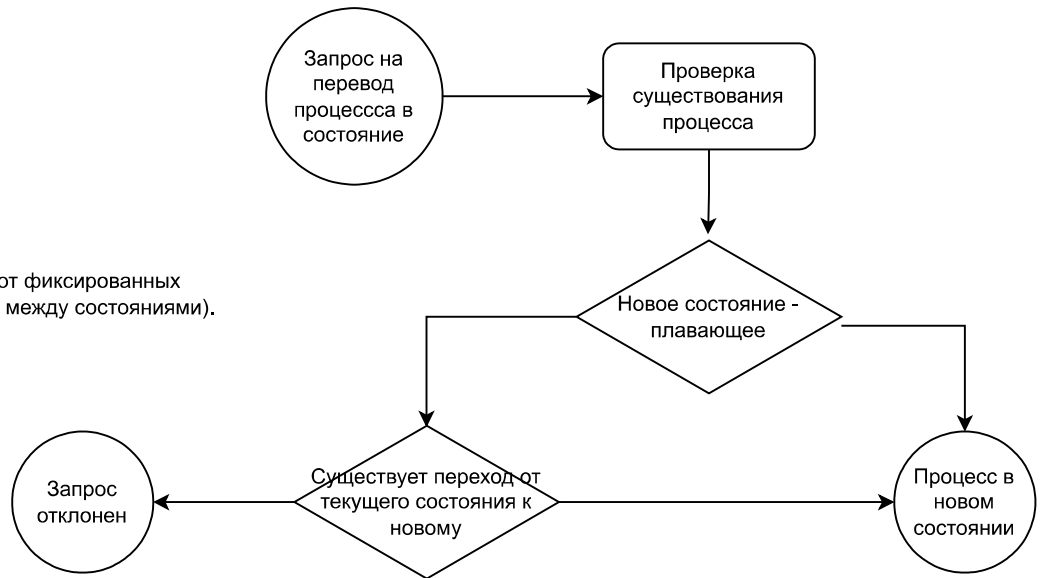 Запрос на
перевод
процессса в
состояние
Проверка
существования
процесса
от фиксированных
между состояниями).
Новое состояние -
плавающее
Запрос
отклонен
Существует переход от
текущего состояния к
новому
Процесс в
новом
состоянии